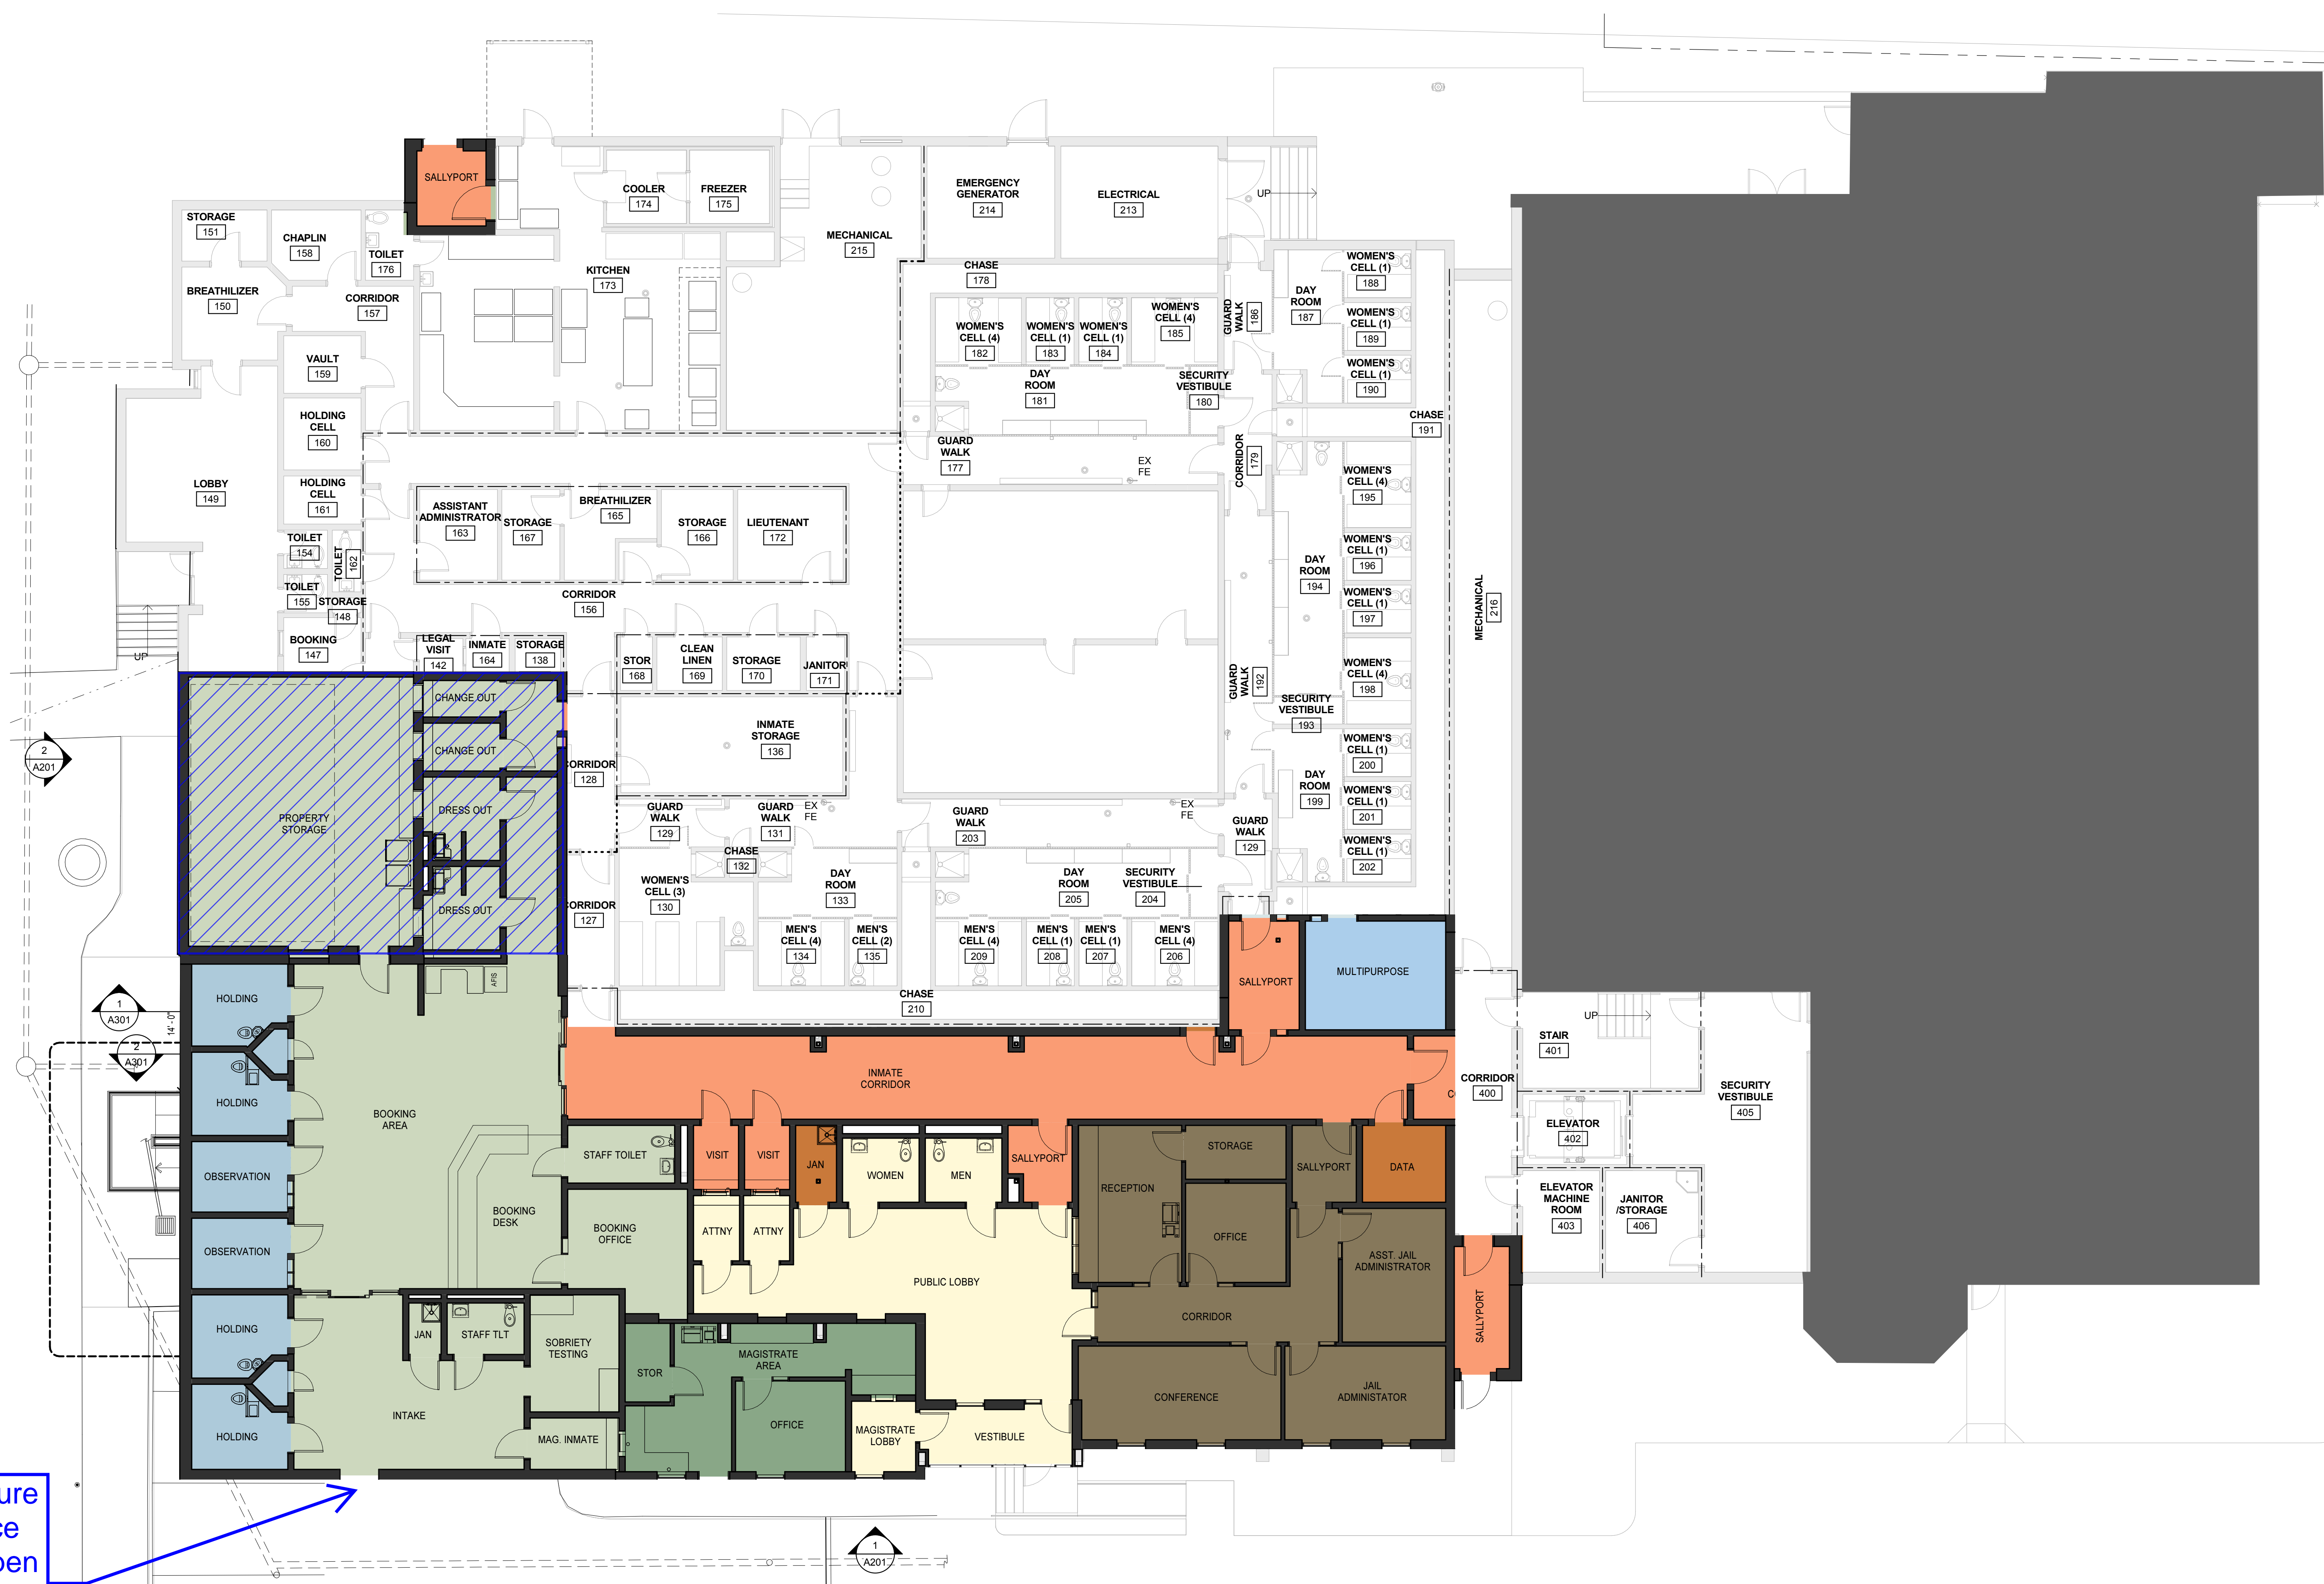 SALLYPORT
COOLER
174
FREEZER
175
EMERGENCY
GENERATOR
214
ELECTRICAL
213
UP
STORAGE
151
CHAPLIN
158
TOILET
176
MECHANICAL
215
KITCHEN
173
CHASE
178
BREATHILIZER
150
CORRIDOR
157
VAULT
159
WOMEN'S
CELL (4)
182
WOMEN'S
CELL (1)
183
WOMEN'S
CELL (1)
184
WOMEN'S
CELL (4)
185
GUARD
WALK
186
DAY
ROOM
187
WOMEN'S
CELL (1)
188
WOMEN'S
CELL (1)
189
WOMEN'S
CELL (1)
190
DAY
ROOM
181
SECURITY
VESTIBULE
180
CHASE
191
HOLDING
CELL
160
GUARD
WALK
177
EX
FE
CORRIDOR
179
LOBBY
149
HOLDING
CELL
161
ASSISTANT
ADMINISTRATOR
163
STORAGE
167
BREATHILIZER
165
STORAGE
166
LIEUTENANT
172
WOMEN'S
CELL (4)
195
WOMEN'S
CELL (1)
196
WOMEN'S
CELL (1)
197
WOMEN'S
CELL (4)
198
DAY
ROOM
194
MECHANICAL
216
TOILET
154
TOILET
162
TOILET
155
STORAGE
148
CORRIDOR
156
BOOKING
147
UP
LEGAL
VISIT
142
INMATE
164
STORAGE
138
STOR
168
CLEAN
LINEN
169
STORAGE
170
JANITOR
171
GUARD
WALK
192
SECURITY
VESTIBULE
193
CHANGE OUT
CHANGE OUT
DRESS OUT
DRESS OUT
PROPERTY
STORAGE
2
A201
INMATE
STORAGE
136
CORRIDOR
128
WOMEN'S
CELL (1)
200
WOMEN'S
CELL (1)
201
WOMEN'S
CELL (1)
202
DAY
ROOM
199
GUARD
WALK
129
GUARD
WALK
131
EX
FE
GUARD
WALK
203
EX
FE
GUARD
WALK
129
CHASE
132
WOMEN'S
CELL (3)
130
DAY
ROOM
133
DAY
ROOM
205
SECURITY
VESTIBULE
204
CORRIDOR
127
MEN'S
CELL (4)
134
MEN'S
CELL (2)
135
MEN'S
CELL (4)
209
MEN'S
CELL (1)
208
MEN'S
CELL (1)
207
MEN'S
CELL (4)
206
CHASE
210
SALLYPORT
MULTIPURPOSE
AFIS
HOLDING
1
A301
14' - 0"
2
A301
HOLDING
OBSERVATION
OBSERVATION
HOLDING
HOLDING
BOOKING
AREA
BOOKING
DESK
INMATE
CORRIDOR
UP
STAIR
401
CORRIDOR
400
SECURITY
VESTIBULE
405
ELEVATOR
402
ELEVATOR
MACHINE
ROOM
403
JANITOR
/STORAGE
406
STAFF TOILET
VISIT
VISIT
JAN
WOMEN
MEN
SALLYPORT
STORAGE
SALLYPORT
DATA
RECEPTION
OFFICE
ATTNY
ATTNY
BOOKING
OFFICE
PUBLIC LOBBY
ASST. JAIL
ADMINISTRATOR
CORRIDOR
SALLYPORT
JAN
STAFF TLT
SOBRIETY
TESTING
STOR
MAGISTRATE
AREA
OFFICE
CONFERENCE
JAIL
ADMINISTATOR
INTAKE
MAG. INMATE
MAGISTRATE
LOBBY
VESTIBULE
ure
ce
pen
1
A201